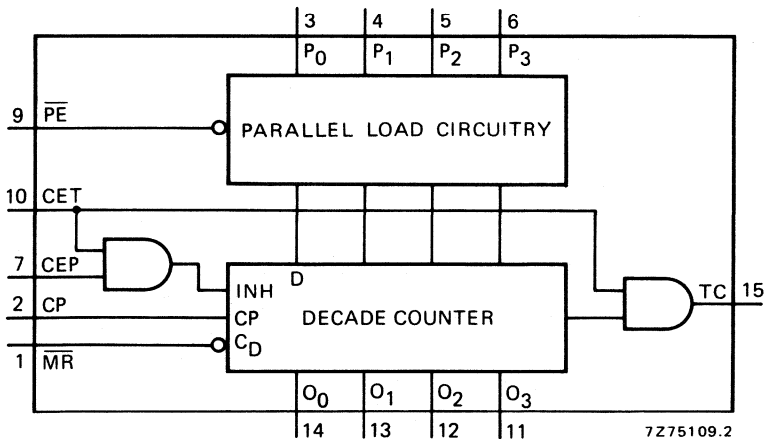 3 4 5 6
P0 P1 P2 P3
9 PE
PARALLEL LOAD CIRCUITRY
10 CET
D
7 CEP
INH
TC 15
2 CP
CP
DECADE COUNTER
1 MR
CD
O0 O1 O2 O3
14 13 12 11
7Z75109.2